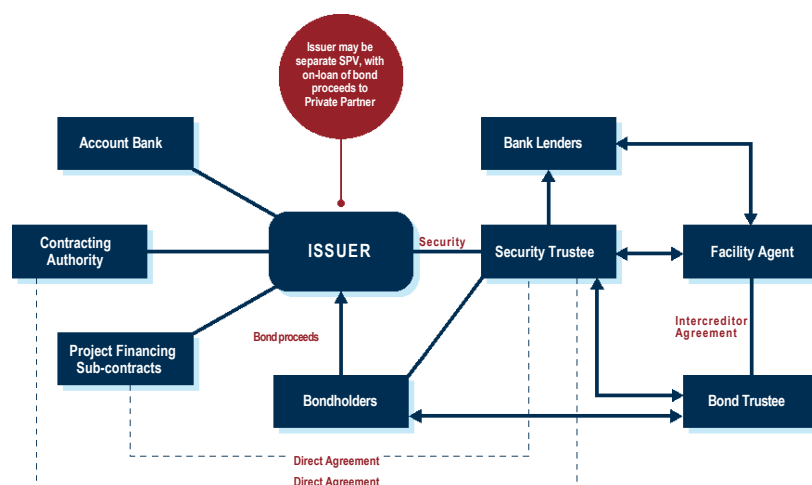 Issuer may be
separate SPV, with
on-loan of bond
proceeds to
Private Partner
Account Bank
Bank Lenders
Contracting
Authority
ISSUER
Security
Security Trustee
Facility Agent
Project Financing
Sub-contracts
Bond proceeds
Intercreditor
Agreement
Bondholders
Bond Trustee
Direct Agreement
Direct Agreement